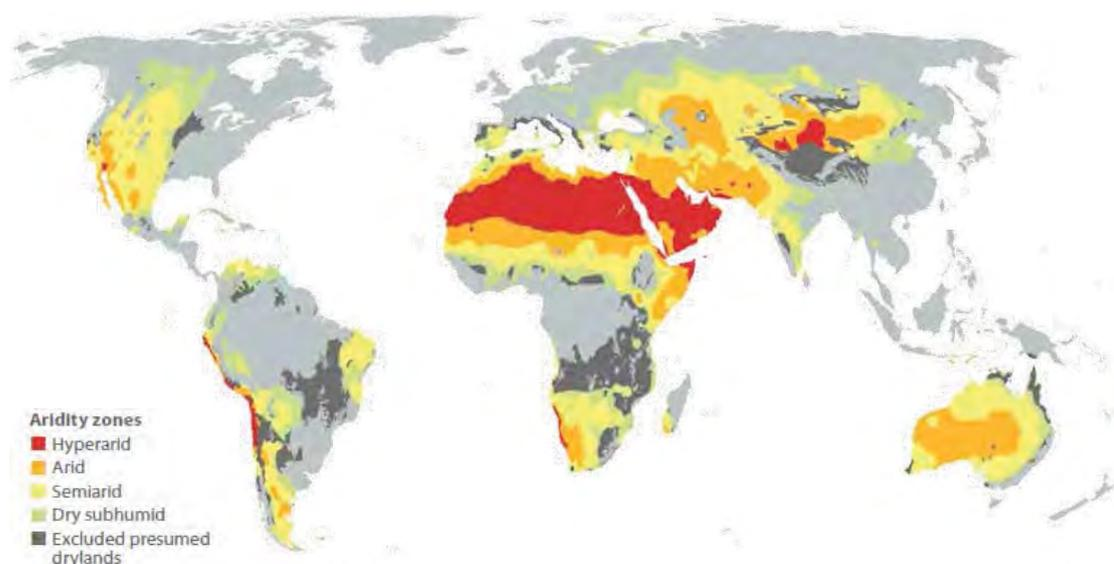 Aridity zones
Hyperarid
Arid
Semiarid
Dry subhumid
Excluded presumed
drylands